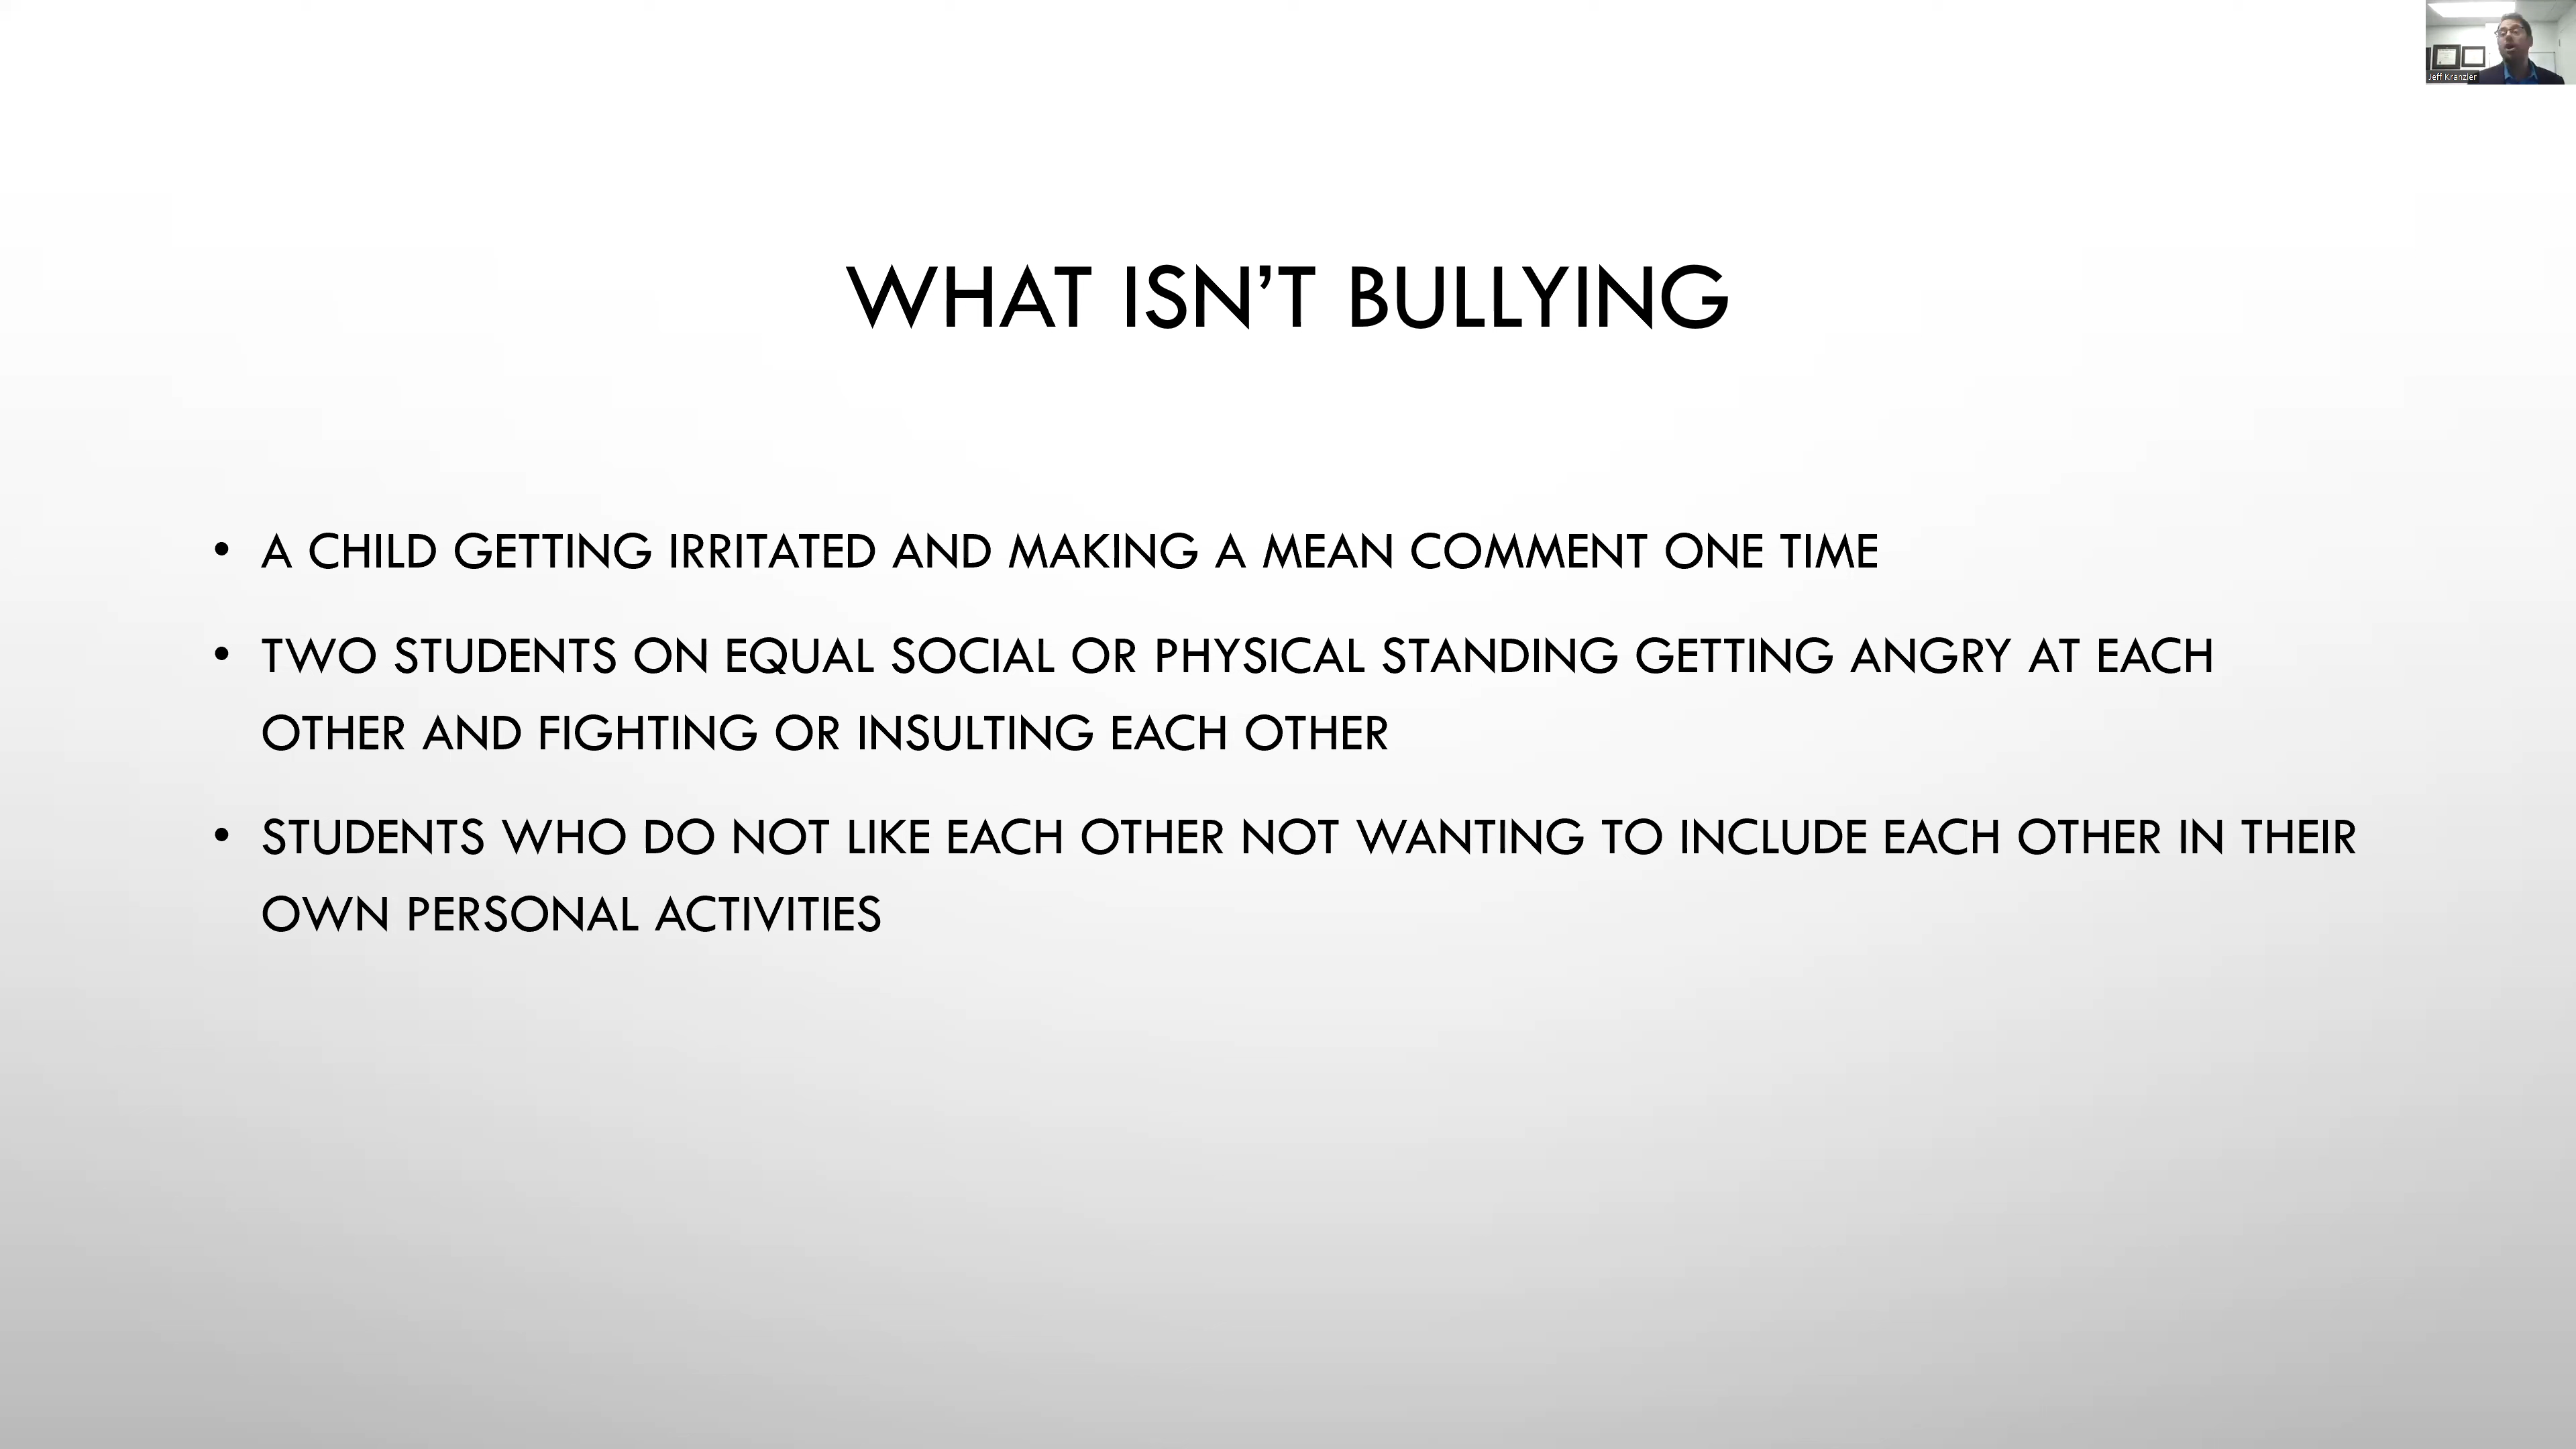 Jeff Kranzler
WHAT ISN’T BULLYING
• A CHILD GETTING IRRITATED AND MAKING A MEAN COMMENT ONE TIME
• TWO STUDENTS ON EQUAL SOCIAL OR PHYSICAL STANDING GETTING ANGRY AT EACH
OTHER AND FIGHTING OR INSULTING EACH OTHER
• STUDENTS WHO DO NOT LIKE EACH OTHER NOT WANTING TO INCLUDE EACH OTHER IN THEIR
OWN PERSONAL ACTIVITIES